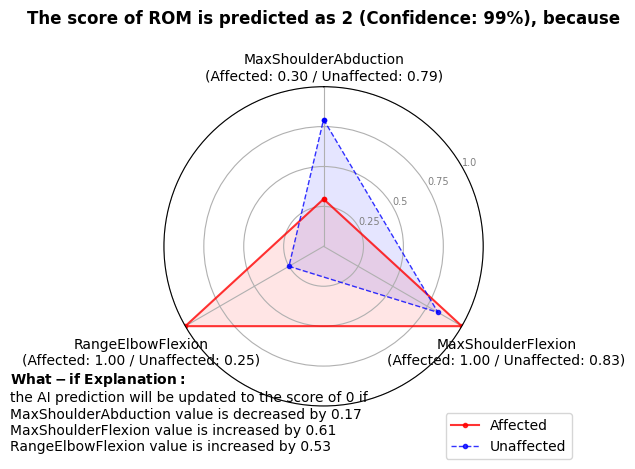 The score of ROM is predicted as 2 (Confidence: 99%), because
MaxShoulderAbduction
(Affected: 0.30 / Unaffected: 0.79)
1.0
0.75
0.5
0.25
RangeElbowFlexion
(Affected: 1.00 / Unaffected: 0.25)
MaxShoulderFlexion
(Affected: 1.00 / Unaffected: 0.83)
What − if Explanation:
the AI prediction will be updated to the score of 0 if
MaxShoulderAbduction value is decreased by 0.17
MaxShoulderFlexion value is increased by 0.61
RangeElbowFlexion value is increased by 0.53
Affected
Unaffected